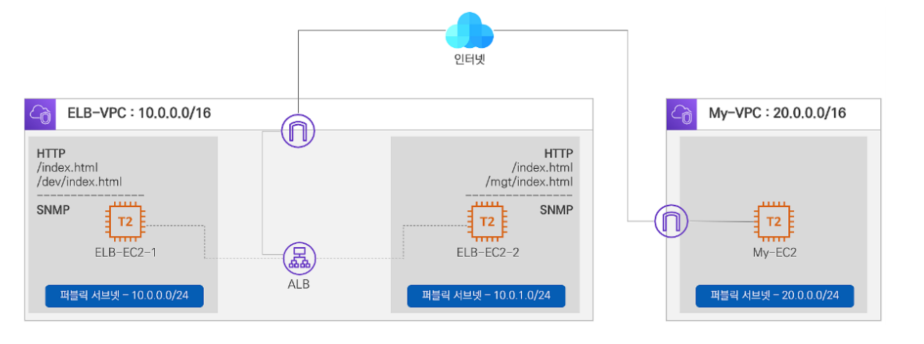 인터넷
ELB-VPC : 10.0.0.0/16
My-VPC : 20.0.0.0/16
HTTP
/index.html
/dev/index.html
SNMP
T2
ELB-EC2-1
퍼블릭 서브넷 - 10.0.0.0/24
ALB
HTTP
/index.html
/mgt/index.html
SNMP
T2
ELB-EC2-2
퍼블릭 서브넷 - 10.0.1.0/24
T2
My-EC2
퍼블릭 서브넷 - 20.0.0.0/24